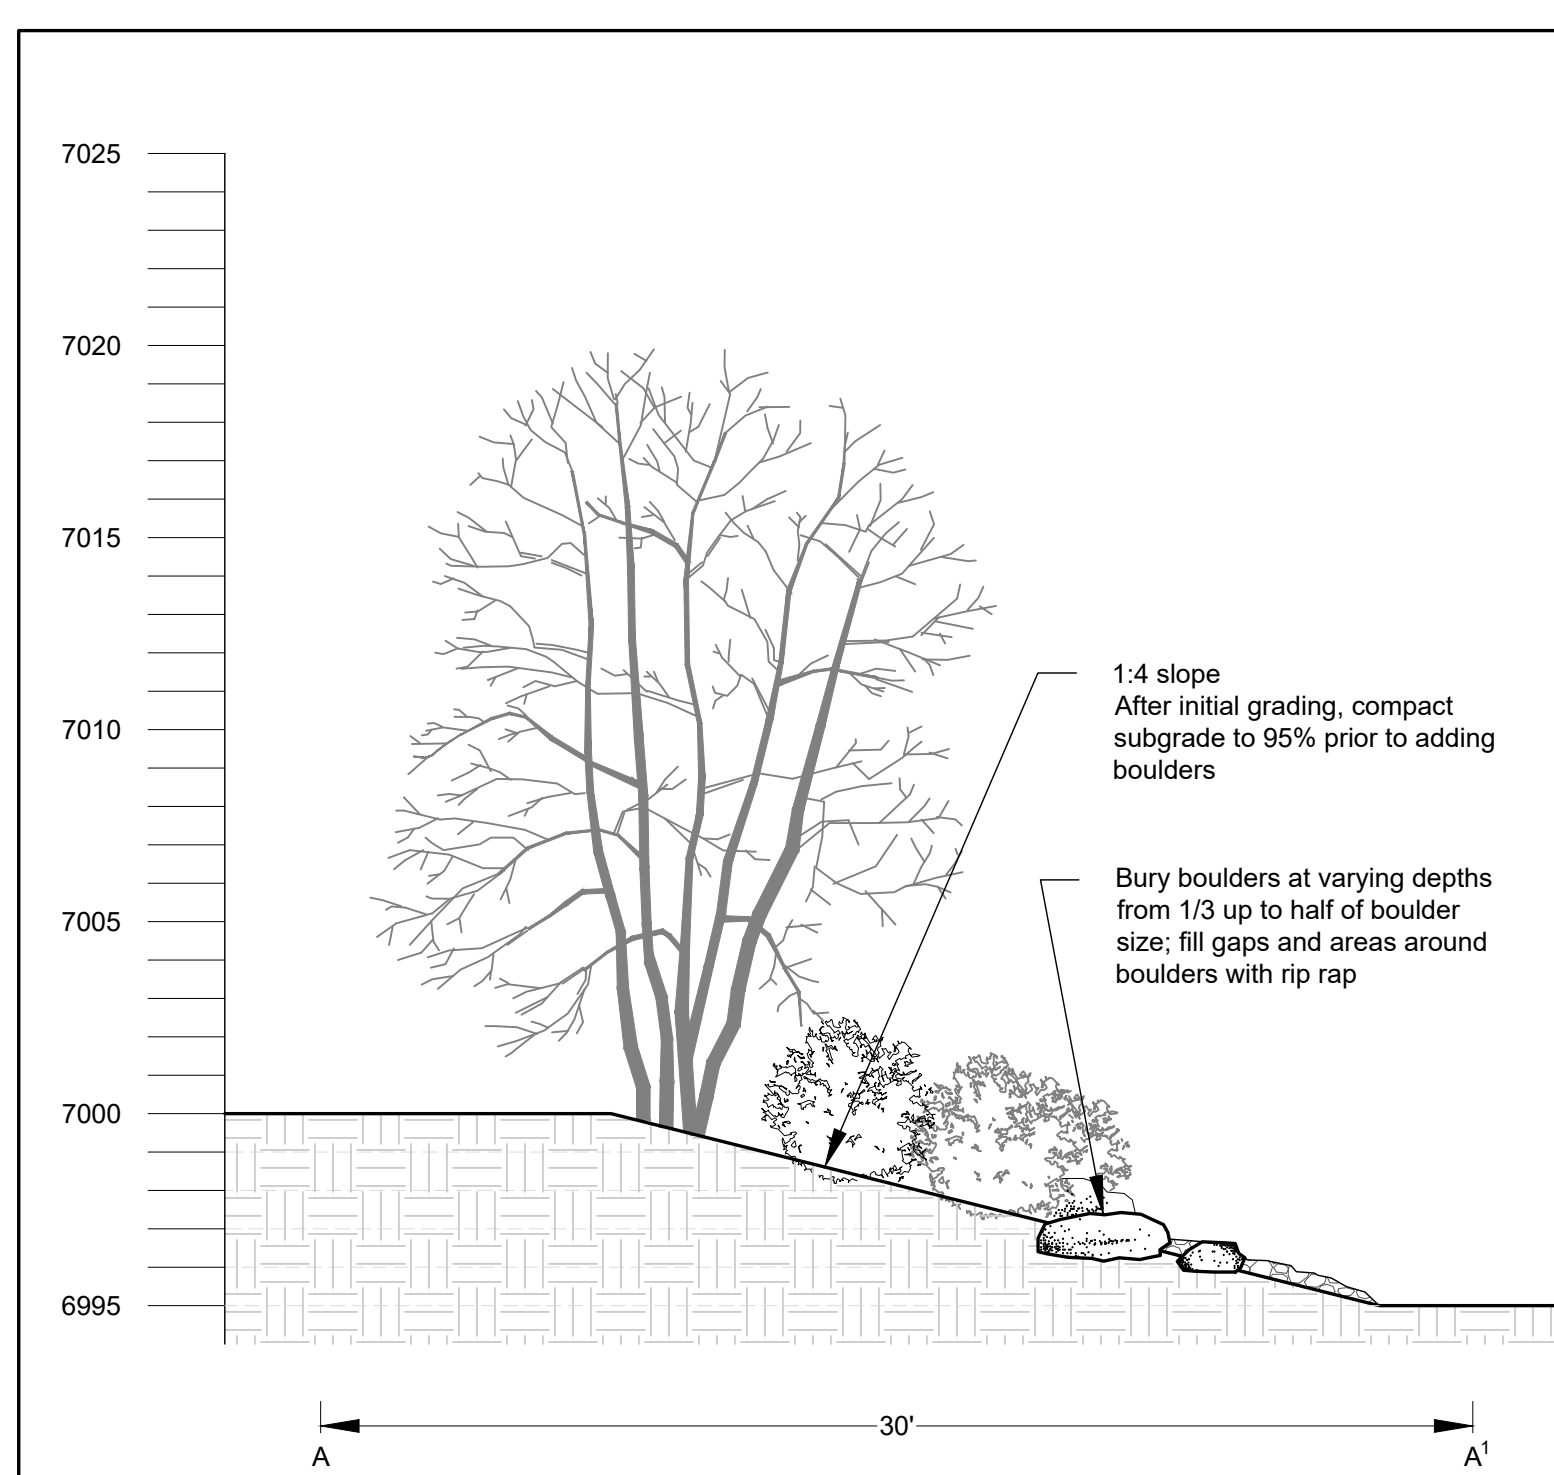 7025
7020
7015
7010
7005
7000
6995
1:4 slope
After initial grading, compact
subgrade to 95% prior to adding
boulders
Bury boulders at varying depths
from 1/3 up to half of boulder
size; fill gaps and areas around
boulders with rip rap
30'
A
A¹